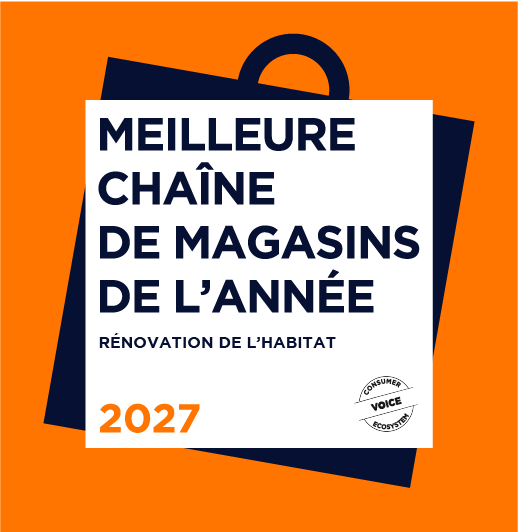 MEILLEURE
CHAÎNE
DE MAGASINS
DE L’ANNÉE
RÉNOVATION DE L’HABITAT
2027
CONSUMER
VOICE
ECOSYSTEM